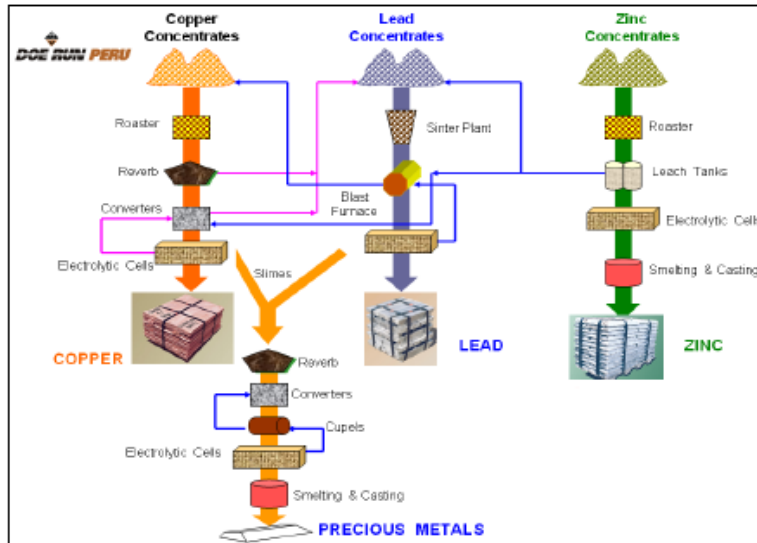 Copper
Concentrates
Lead
Concentrates
Zinc
Concentrates
DOE RUN PERU
Roaster
Sinter Plant
Roaster
Reverb
Leach Tanks
Blast
Furnace
Converters
Electrolytic Cells
Electrolytic Cells
Slimes
Smelting & Casting
COPPER
LEAD
ZINC
Reverb
Converters
Cupels
Electrolytic Cells
Smelting & Casting
PRECIOUS METALS